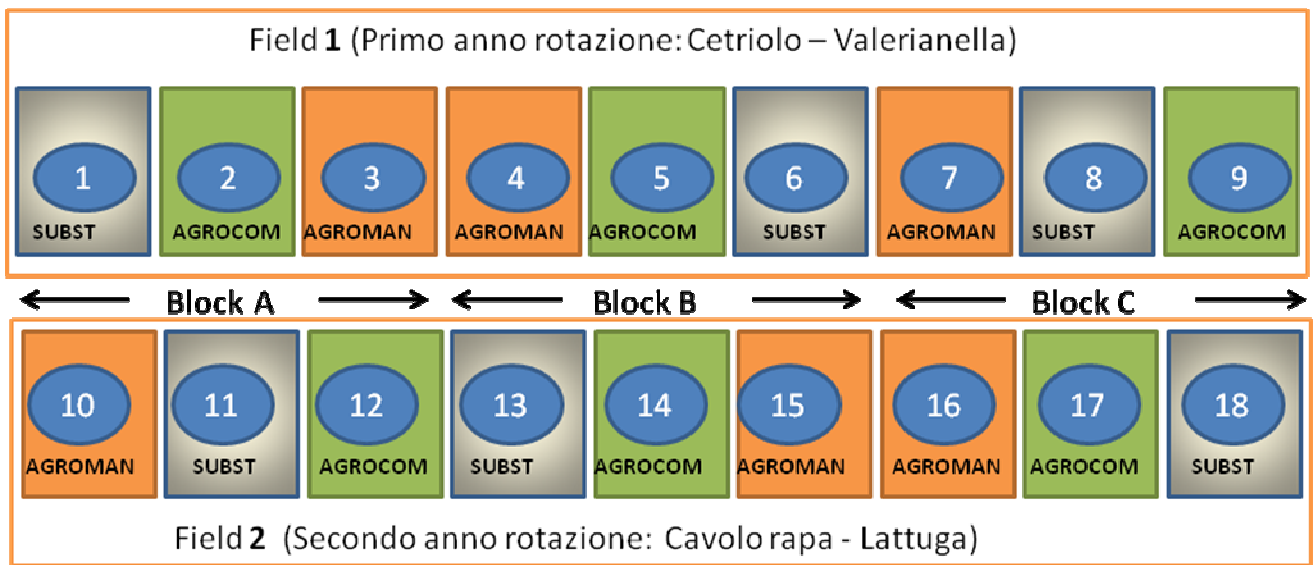 Field 1 (Primo anno rotazione: Cetriolo – Valerianella)
1 2 3 4 5 6 7 8 9
SUBST AGROCOM AGROMAN AGROMAN AGROCOM SUBST AGROMAN SUBST AGROCOM
Block A Block B Block C
10 11 12 13 14 15 16 17 18
AGROMAN SUBST AGROCOM SUBST AGROCOM AGROMAN AGROMAN AGROCOM SUBST
Field 2 (Secondo anno rotazione: Cavolo rapa - Lattuga)